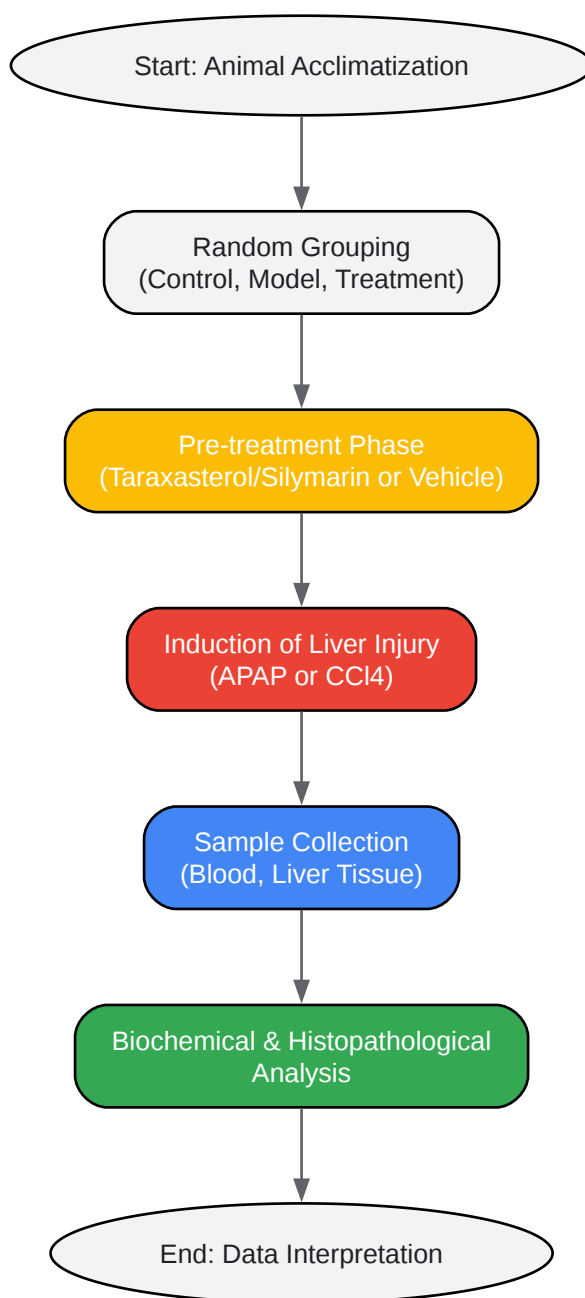 Start: Animal Acclimatization
Random Grouping
(Control, Model, Treatment)
Pre-treatment Phase
(Taraxasterol/Silymarin or Vehicle)
Induction of Liver Injury
(APAP or CCl4)
Sample Collection
(Blood, Liver Tissue)
Biochemical & Histopathological
Analysis
End: Data Interpretation